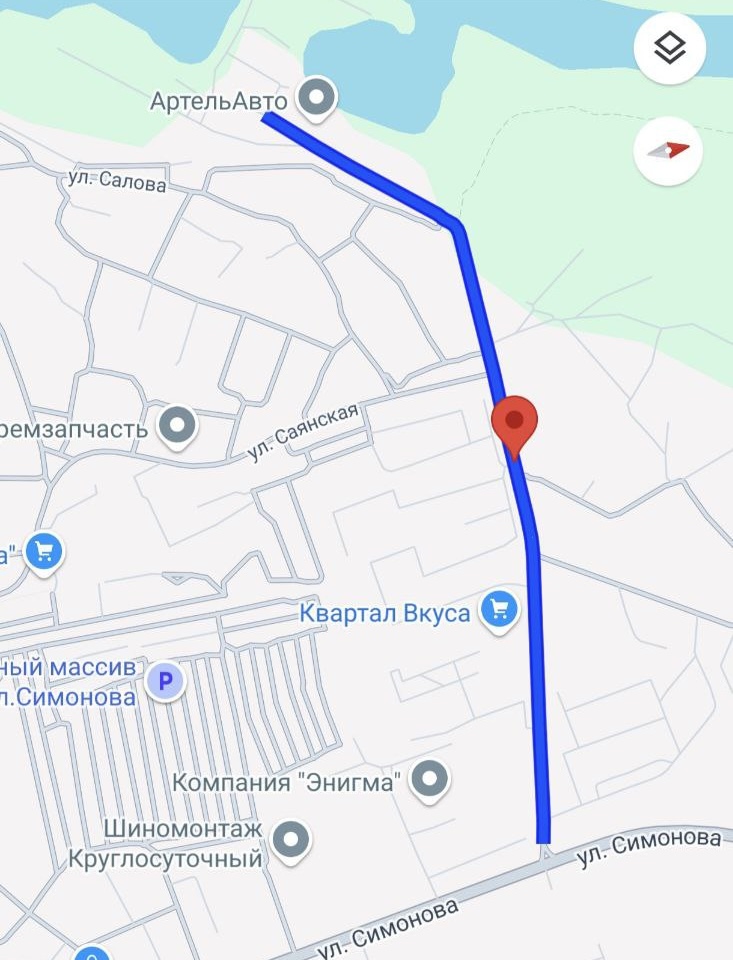 АртельАвто
ул. Салова
ремзапчасть
ул. Саянская
а"
Квартал Вкуса
ный массив
л.Симонова
P
Компания "Энигма"
Шиномонтаж
Круглосуточный
ул. Симонова
ул. Симонова